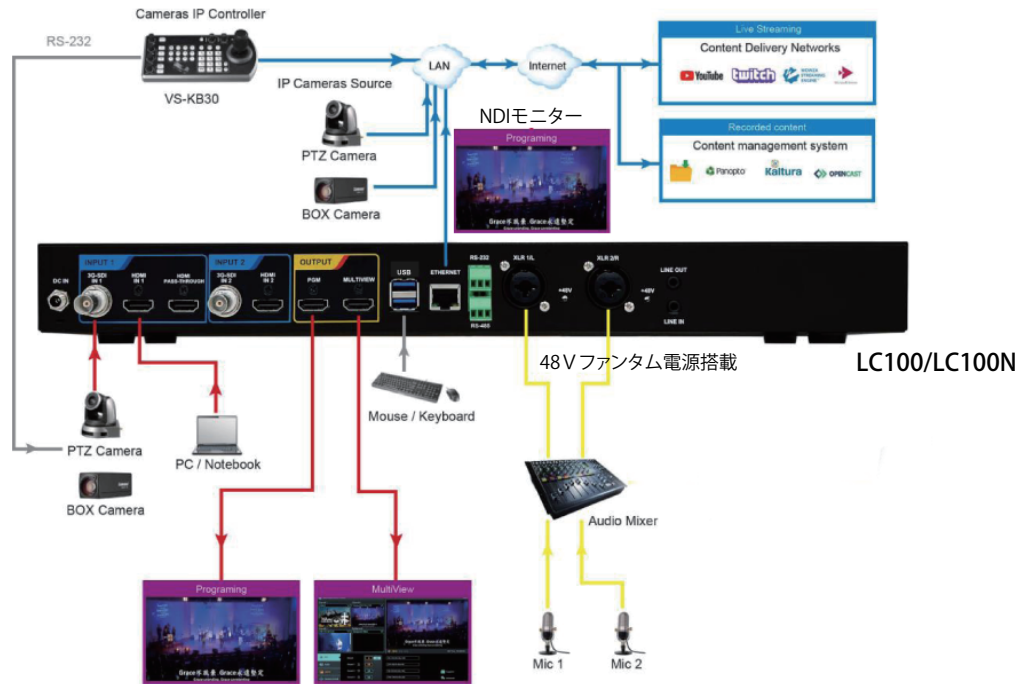 Cameras IP Controller
RS-232
VS-KB30
IP Cameras Source
PTZ Camera
BOX Camera
LAN
Internet
Live Streaming
Content Delivery Networks
YouTube
twitch
WOWZA STREAMING ENGINE
Recorded content
Content management system
Panopto
Kaltura
OPENCAST
NDIモニター
Programing
DC IN
INPUT 1
3G-SDI IN 1
HDMI IN 1
HDMI PASS-THROUGH
INPUT 2
3G-SDI IN 2
HDMI IN 2
OUTPUT
PGM
MULTIVIEW
USB
ETHERNET
RS-232
RS-485
XLR 1/L
+48V
XLR 2/R
+48V
LINE OUT
LINE IN
48Vファンタム電源搭載
LC100/LC100N
Mouse / Keyboard
PTZ Camera
BOX Camera
PC / Notebook
Audio Mixer
Mic 1
Mic 2
Programing
MultiView